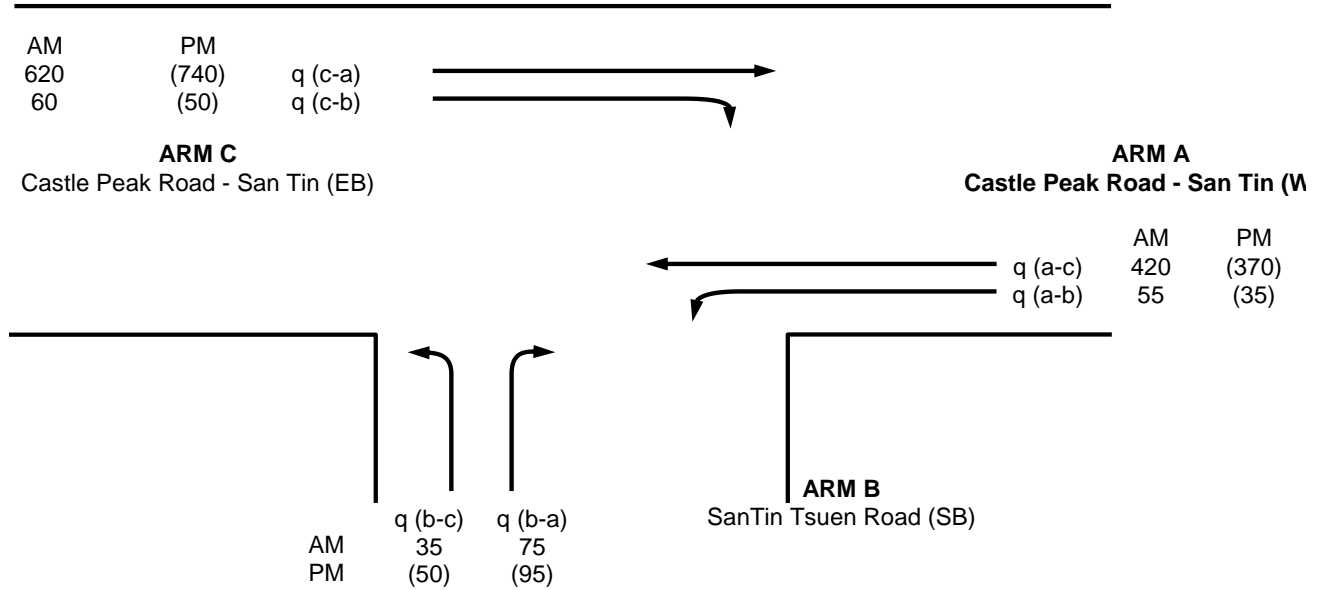 AM PM
620 (740) q (c-a)
60 (50) q (c-b)
ARM C
Castle Peak Road - San Tin (EB)
ARM A
Castle Peak Road - San Tin (W
AM PM
q (a-c) 420 (370)
q (a-b) 55 (35)
ARM B
SanTin Tsuen Road (SB)
q (b-c) q (b-a)
AM 35 75
PM (50) (95)